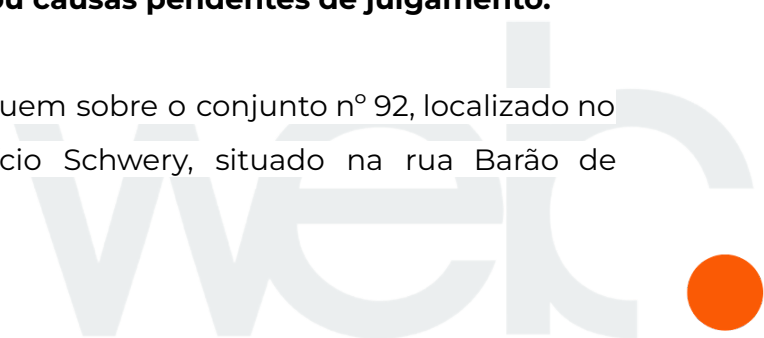 ou causas pendentes de julgamento.
uem sobre o conjunto nº 92, localizado no
cio Schwery, situado na rua Barão de
web